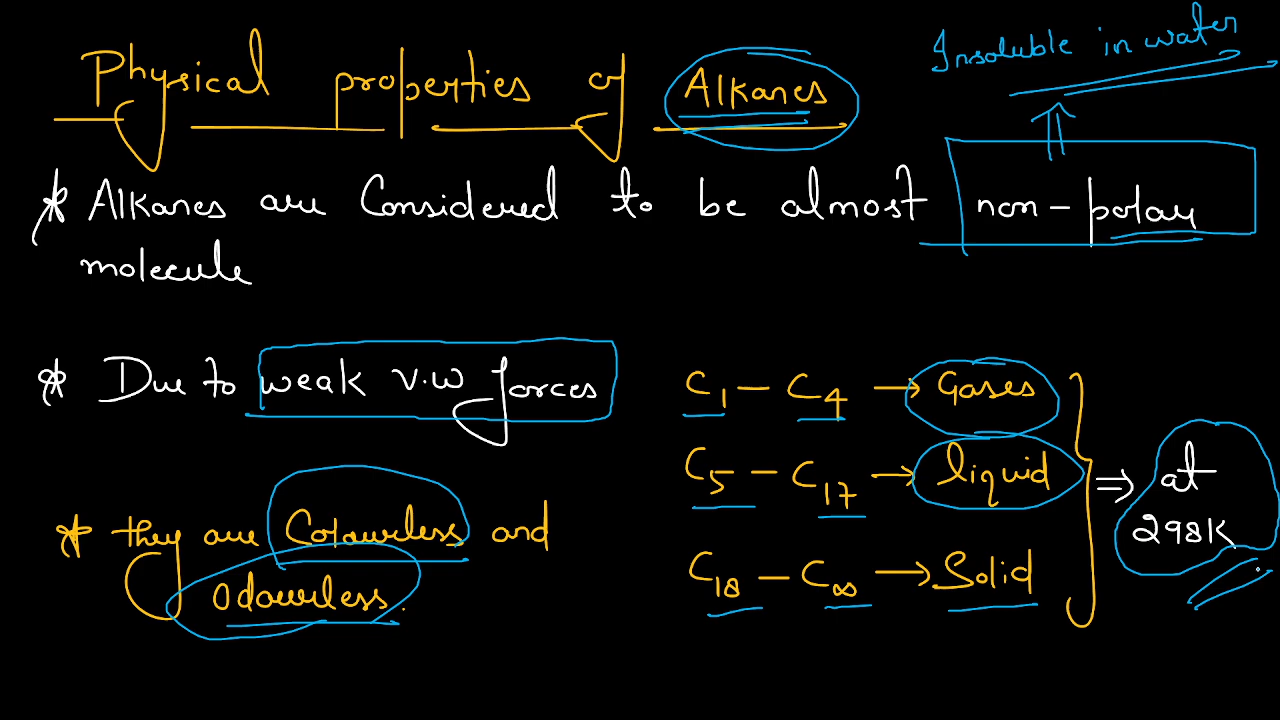 Physical properties of Alkanes
Insoluble in water
* Alkanes are Considered to be almost non-polar
molecule
* Due to weak v.w forces
C1 - C4 → Gases
C5 - C17 → liquid
C18 - C∞ → Solid
⇒ at
298K
* they are Colourless and
Odourless.